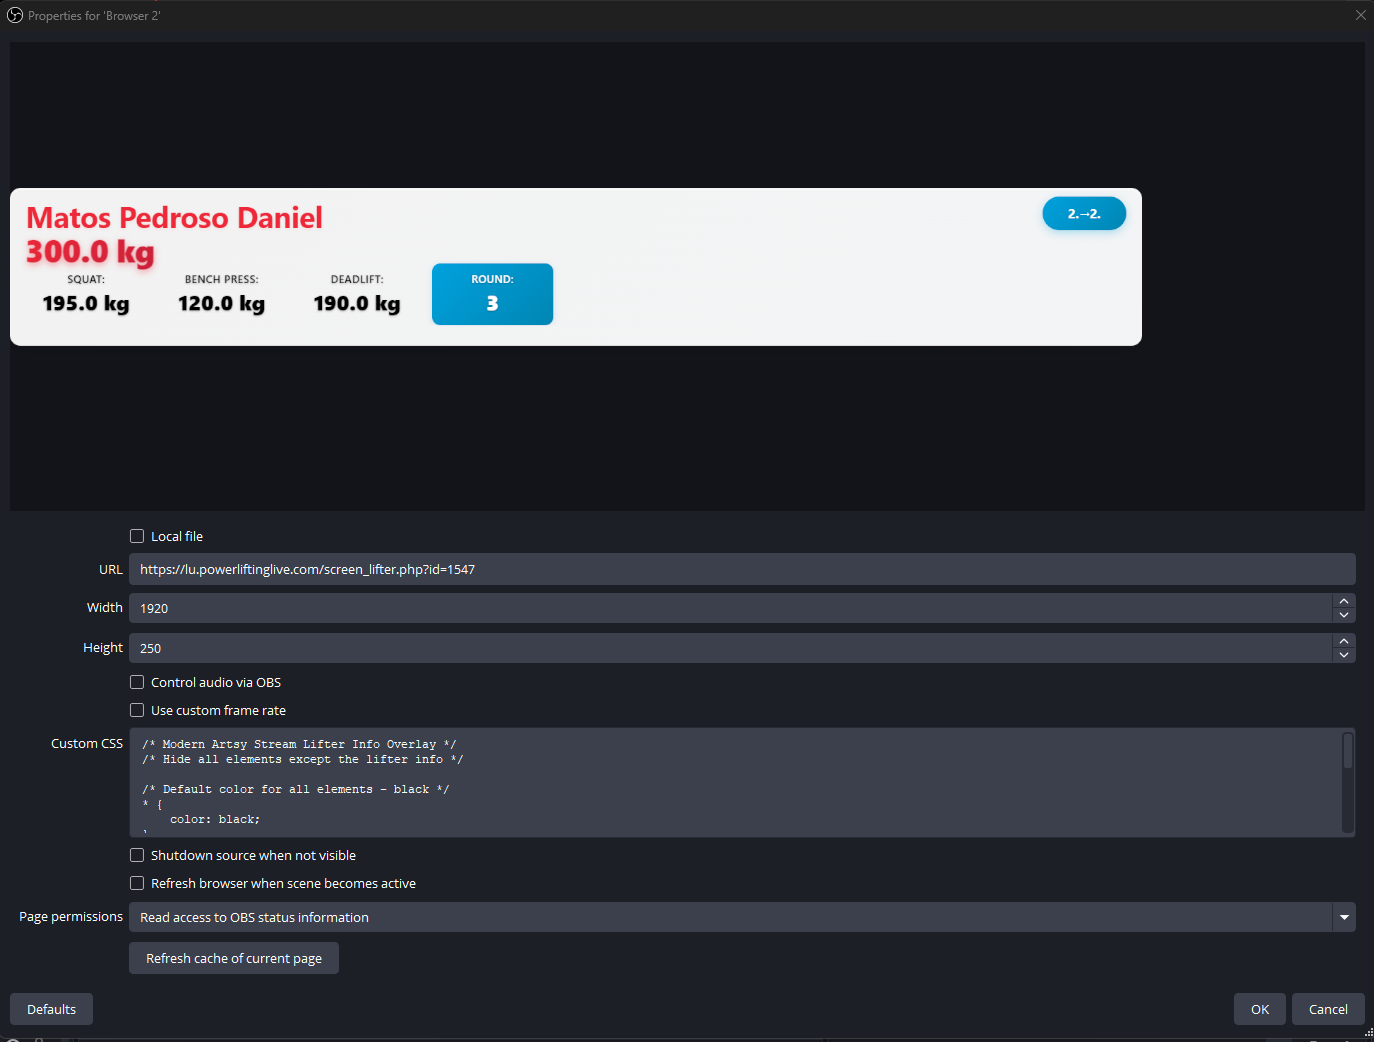 Properties for 'Browser 2'
Matos Pedroso Daniel
2.→2.
300.0 kg
SQUAT: BENCH PRESS: DEADLIFT: ROUND:
195.0 kg 120.0 kg 190.0 kg 3
Local file
URL https://lu.powerliftinglive.com/screen_lifter.php?id=1547
Width 1920
Height 250
Control audio via OBS
Use custom frame rate
Custom CSS /* Modern Artsy Stream Lifter Info Overlay */
/* Hide all elements except the lifter info */
/* Default color for all elements - black */
* {
color: black;
Shutdown source when not visible
Refresh browser when scene becomes active
Page permissions Read access to OBS status information
Refresh cache of current page
Defaults OK Cancel